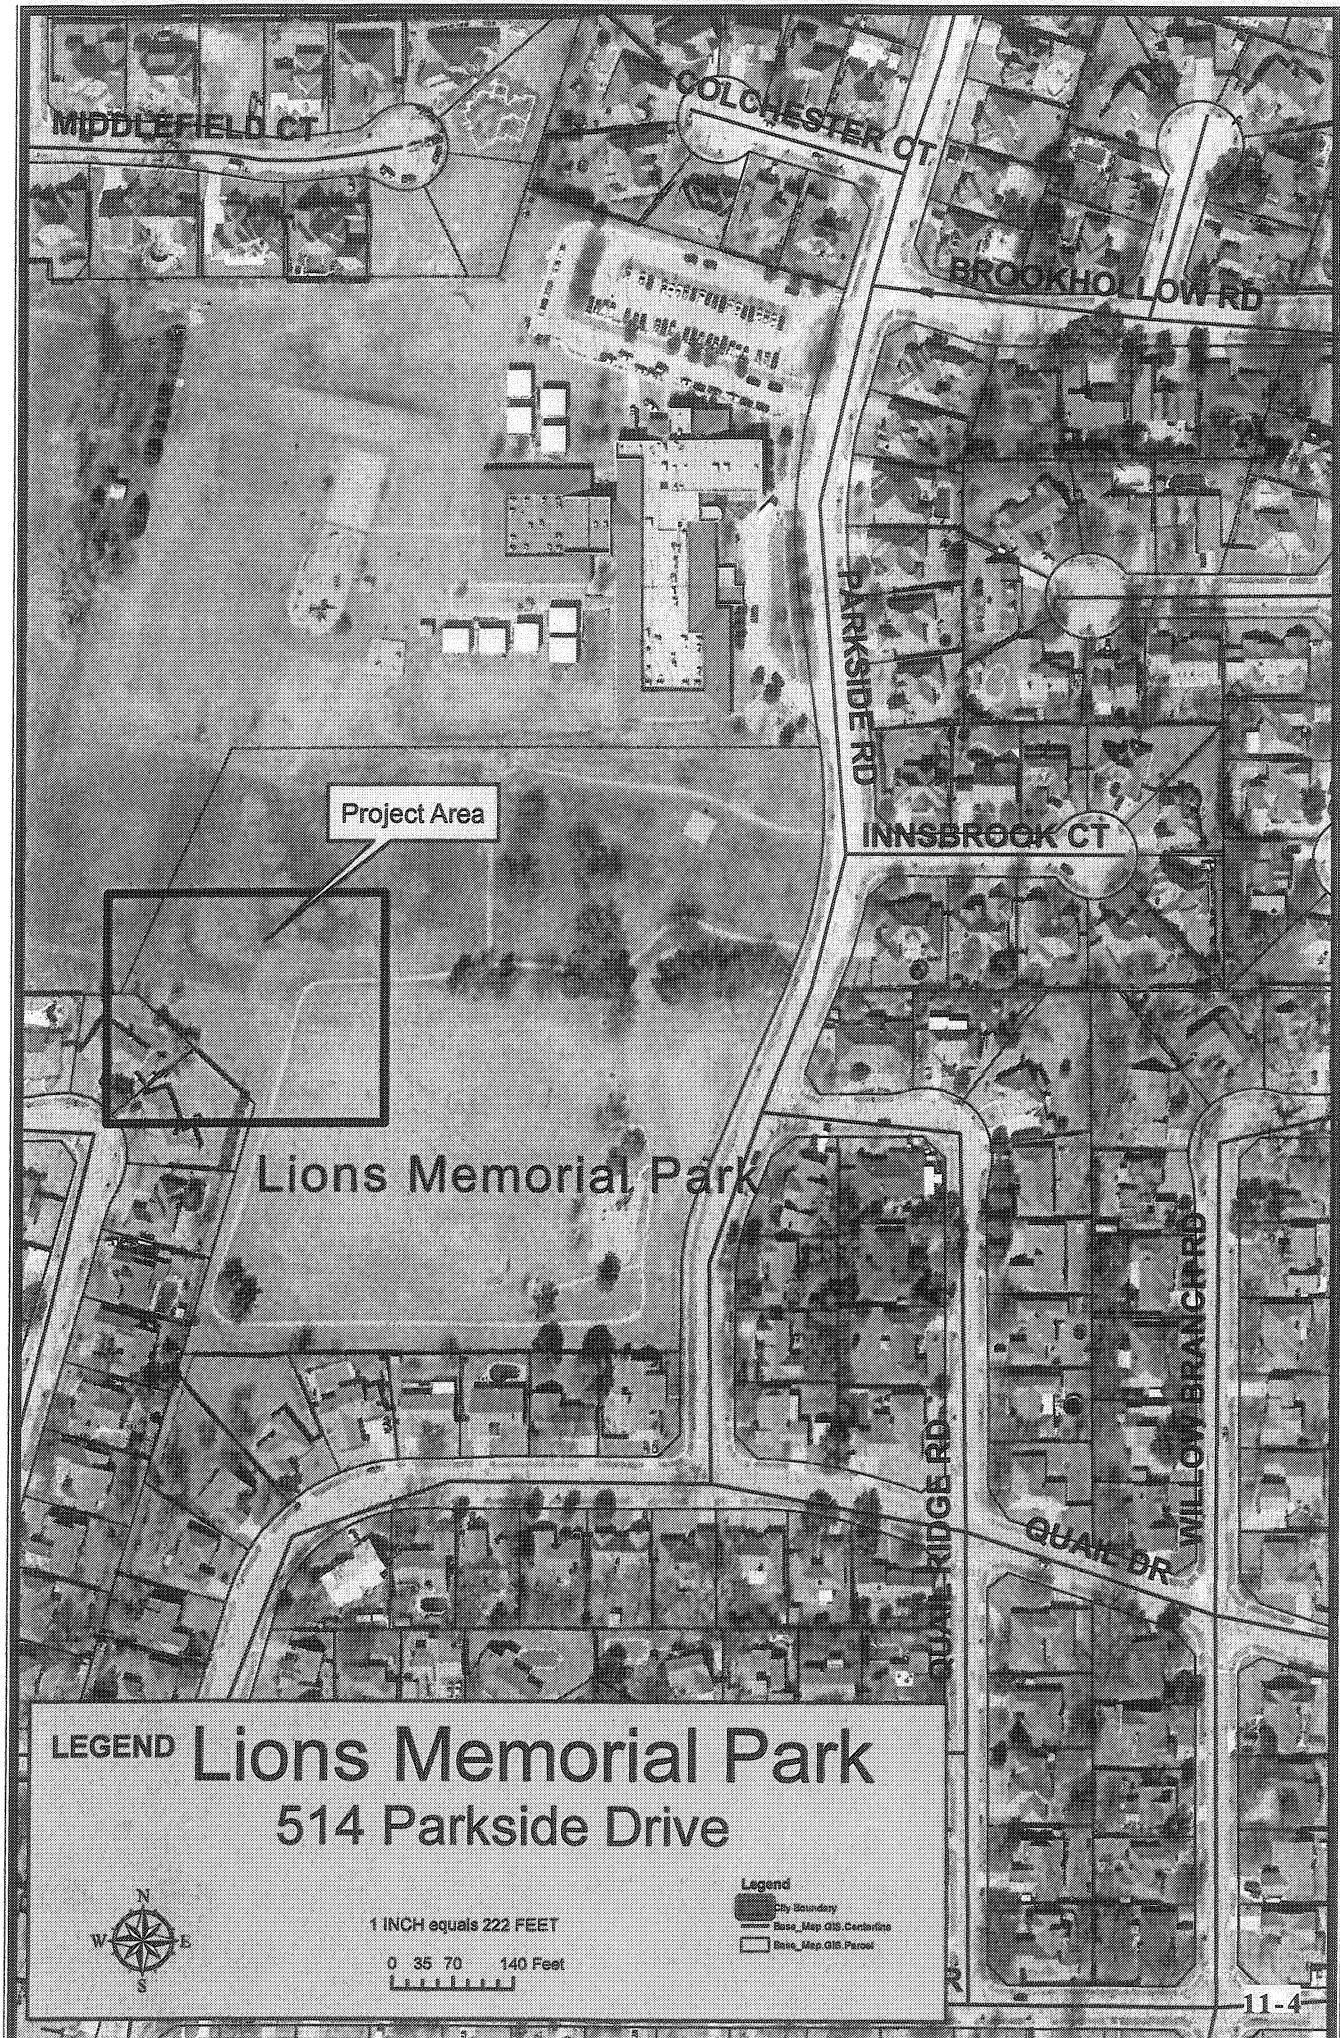 MIDDLEFIELD CT
COLCHESTER CT
BROOKHOLLOW RD
PARKSIDE RD
Project Area
INNSBROOK CT
Lions Memorial Park
WILLOW BRANCH RD
QUAIL RIDGE RD
QUAIL DR
LEGEND
Lions Memorial Park
514 Parkside Drive
N
W E
S
1 INCH equals 222 FEET
0 35 70 140 Feet
Legend
City Boundary
Base_Map.GIS.Centerline
Base_Map.GIS.Parcel
11-4